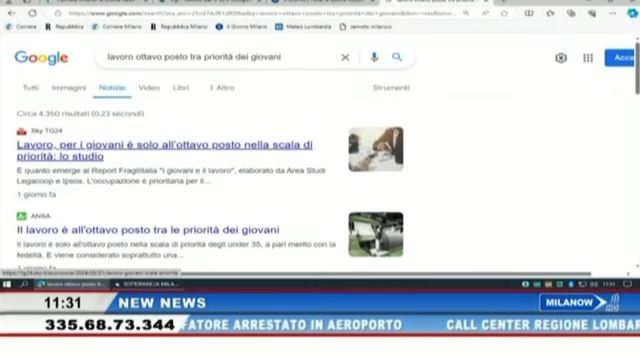 Corriere
Repubblica
Corriere Milano
Repubblica Milano
Il Giorno Milano
Meteo Lombardia
remoto milanow
Google
lavoro ottavo posto tra priorità dei giovani
Acce
Tutti
Immagini
Notizie
Video
Libri
Altro
Strumenti
Circa 4.350 risultati (0,23 secondi)
Sky TG24
Lavoro, per i giovani è solo all'ottavo posto nella scala di
priorità: lo studio
È quanto emerge al Report FragilItalia "I giovani e il lavoro", elaborato da Area Studi
Legacoop e Ipsos. L'occupazione è prioritaria per il...
1 giorno fa
ANSA
Il lavoro è all'ottavo posto tra le priorità dei giovani
Il lavoro è solo all'ottavo posto nella scala di priorità degli under 35, a pari merito con la
fedeltà. E viene considerato soprattutto una...
1 giorno fa
11:31
NEW NEWS
MILANOW
335.68.73.344
FATORE ARRESTATO IN AEROPORTO
CALL CENTER REGIONE LOMBAR